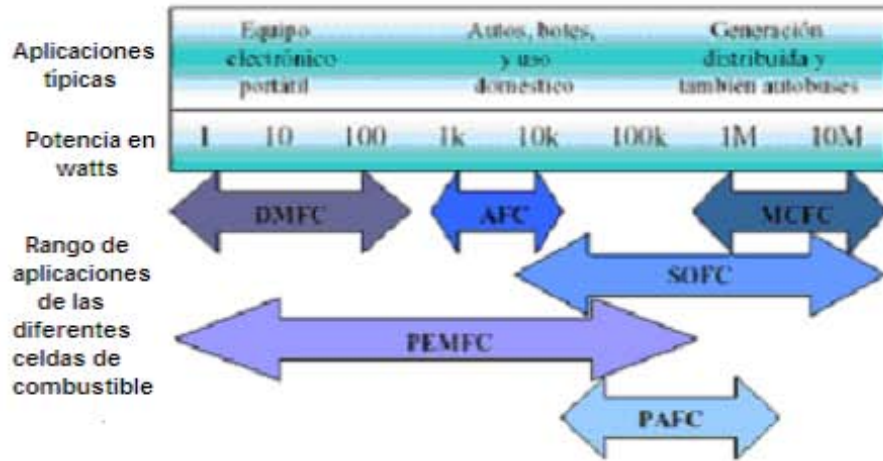 Aplicaciones
típicas
Equipo
electrónico
portátil
Autos, botes,
y uso
domestico
Generación
distribuida y
también autobuses
Potencia en
watts
1 10 100 1k 10k 100k 1M 10M
Rango de
aplicaciones
de las
diferentes
celdas de
combustible
DMFC AFC MCFC
SOFC
PEMFC
PAFC